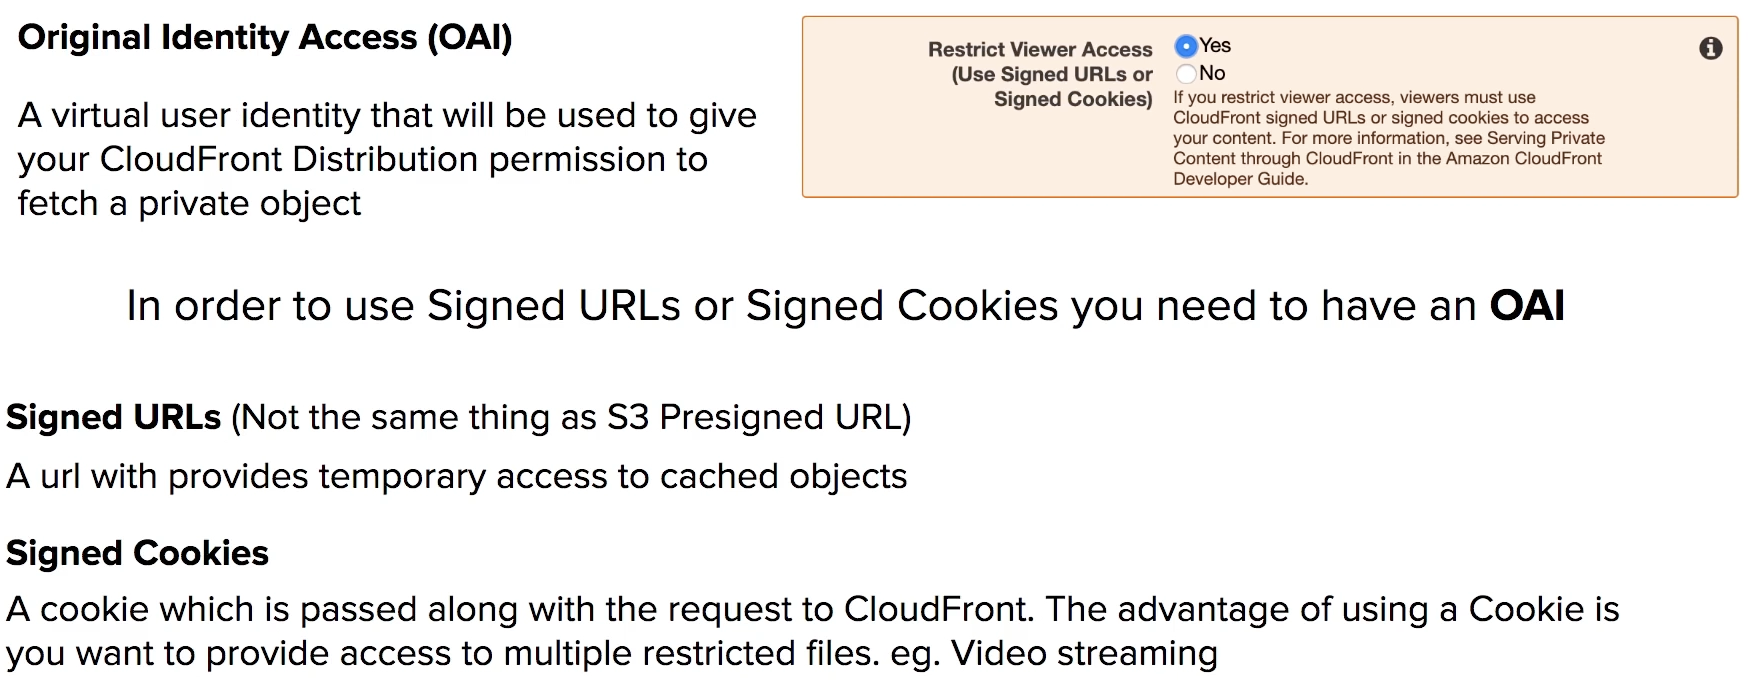 Original Identity Access (OAI)
A virtual user identity that will be used to give
your CloudFront Distribution permission to
fetch a private object
Restrict Viewer Access
(Use Signed URLs or
Signed Cookies)
Yes
No
If you restrict viewer access, viewers must use
CloudFront signed URLs or signed cookies to access
your content. For more information, see Serving Private
Content through CloudFront in the Amazon CloudFront
Developer Guide.
In order to use Signed URLs or Signed Cookies you need to have an OAI
Signed URLs (Not the same thing as S3 Presigned URL)
A url with provides temporary access to cached objects
Signed Cookies
A cookie which is passed along with the request to CloudFront. The advantage of using a Cookie is
you want to provide access to multiple restricted files. eg. Video streaming